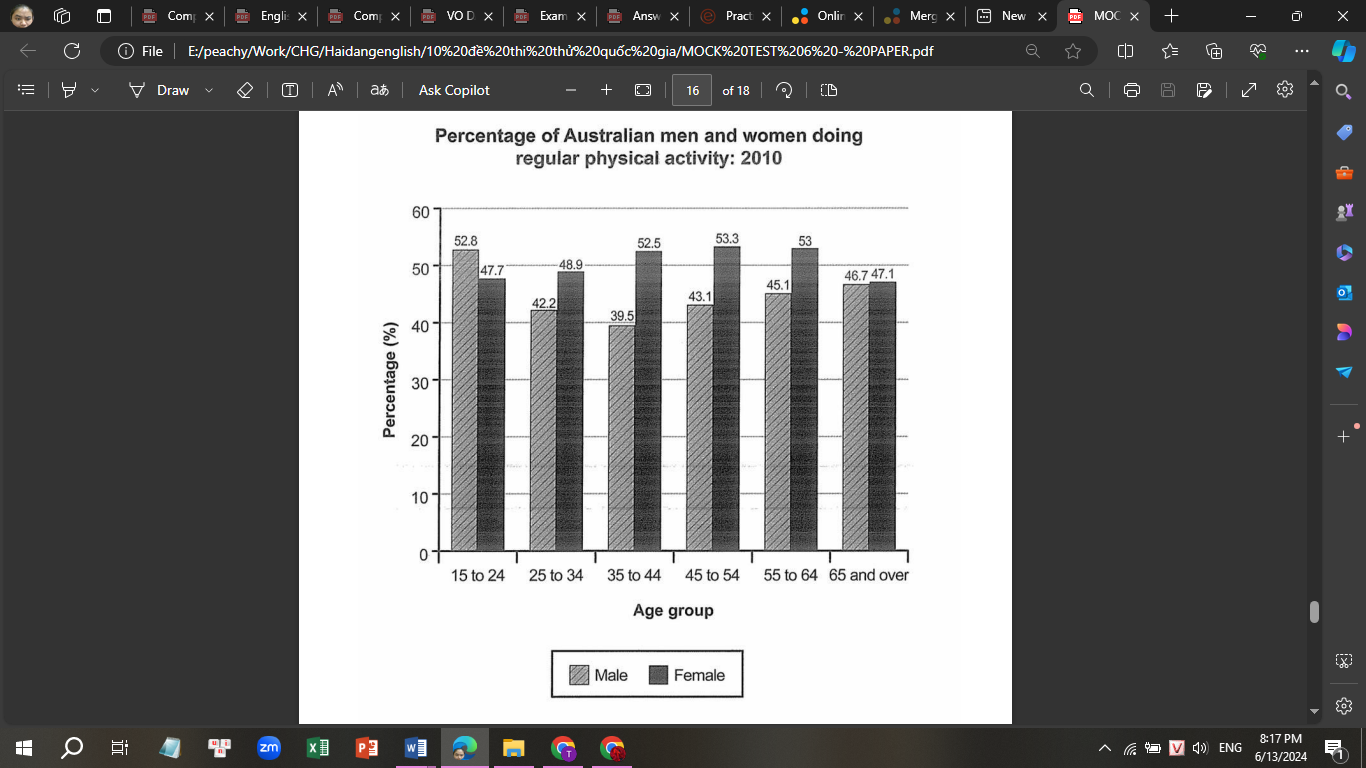 Comp
Englis
Comp
VO D
Exam
Answ
Pract
Onlin
Merg
New
MOC
File
E:/peachy/Work/CHG/Haidangenglish/10%20đề%20thi%20thử%20quốc%20gia/MOCK%20TEST%206%20-%20PAPER.pdf
Draw
aあ
Ask Copilot
16
of 18
Percentage of Australian men and women doing
regular physical activity: 2010
Percentage (%)
60
50
40
30
20
10
0
52.8
47.7
42.2
48.9
39.5
52.5
43.1
53.3
45.1
53
46.7
47.1
15 to 24
25 to 34
35 to 44
45 to 54
55 to 64
65 and over
Age group
Male
Female
zm
V
ENG
8:17 PM
6/13/2024
1